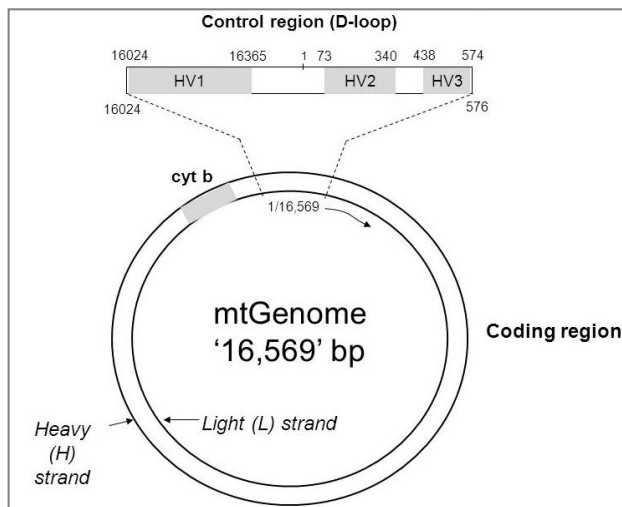 Control region (D-loop)
16024 16365 1 73 340 438 574
HV1 HV2 HV3
16024 576
cyt b
1/16,569
mtGenome
‘16,569’ bp
Coding region
Light (L) strand
Heavy
(H)
strand